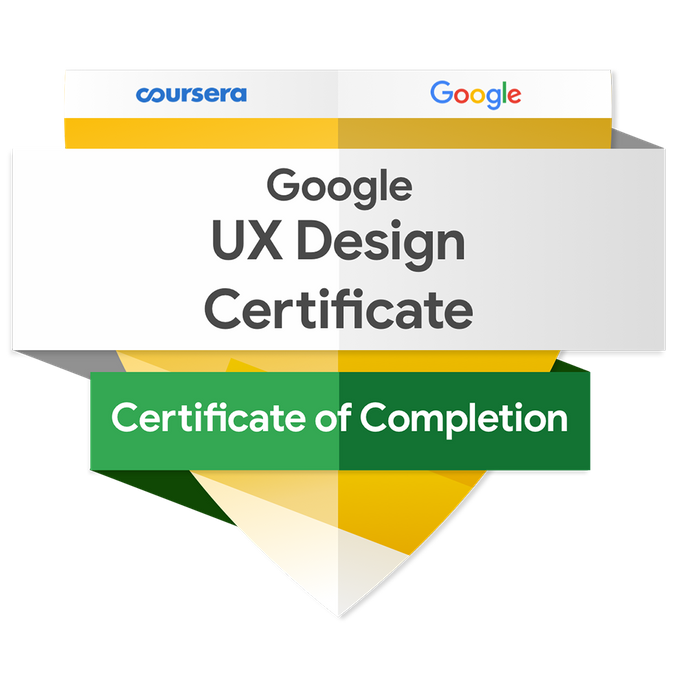 coursera Google
Google
UX Design
Certificate
Certificate of Completion